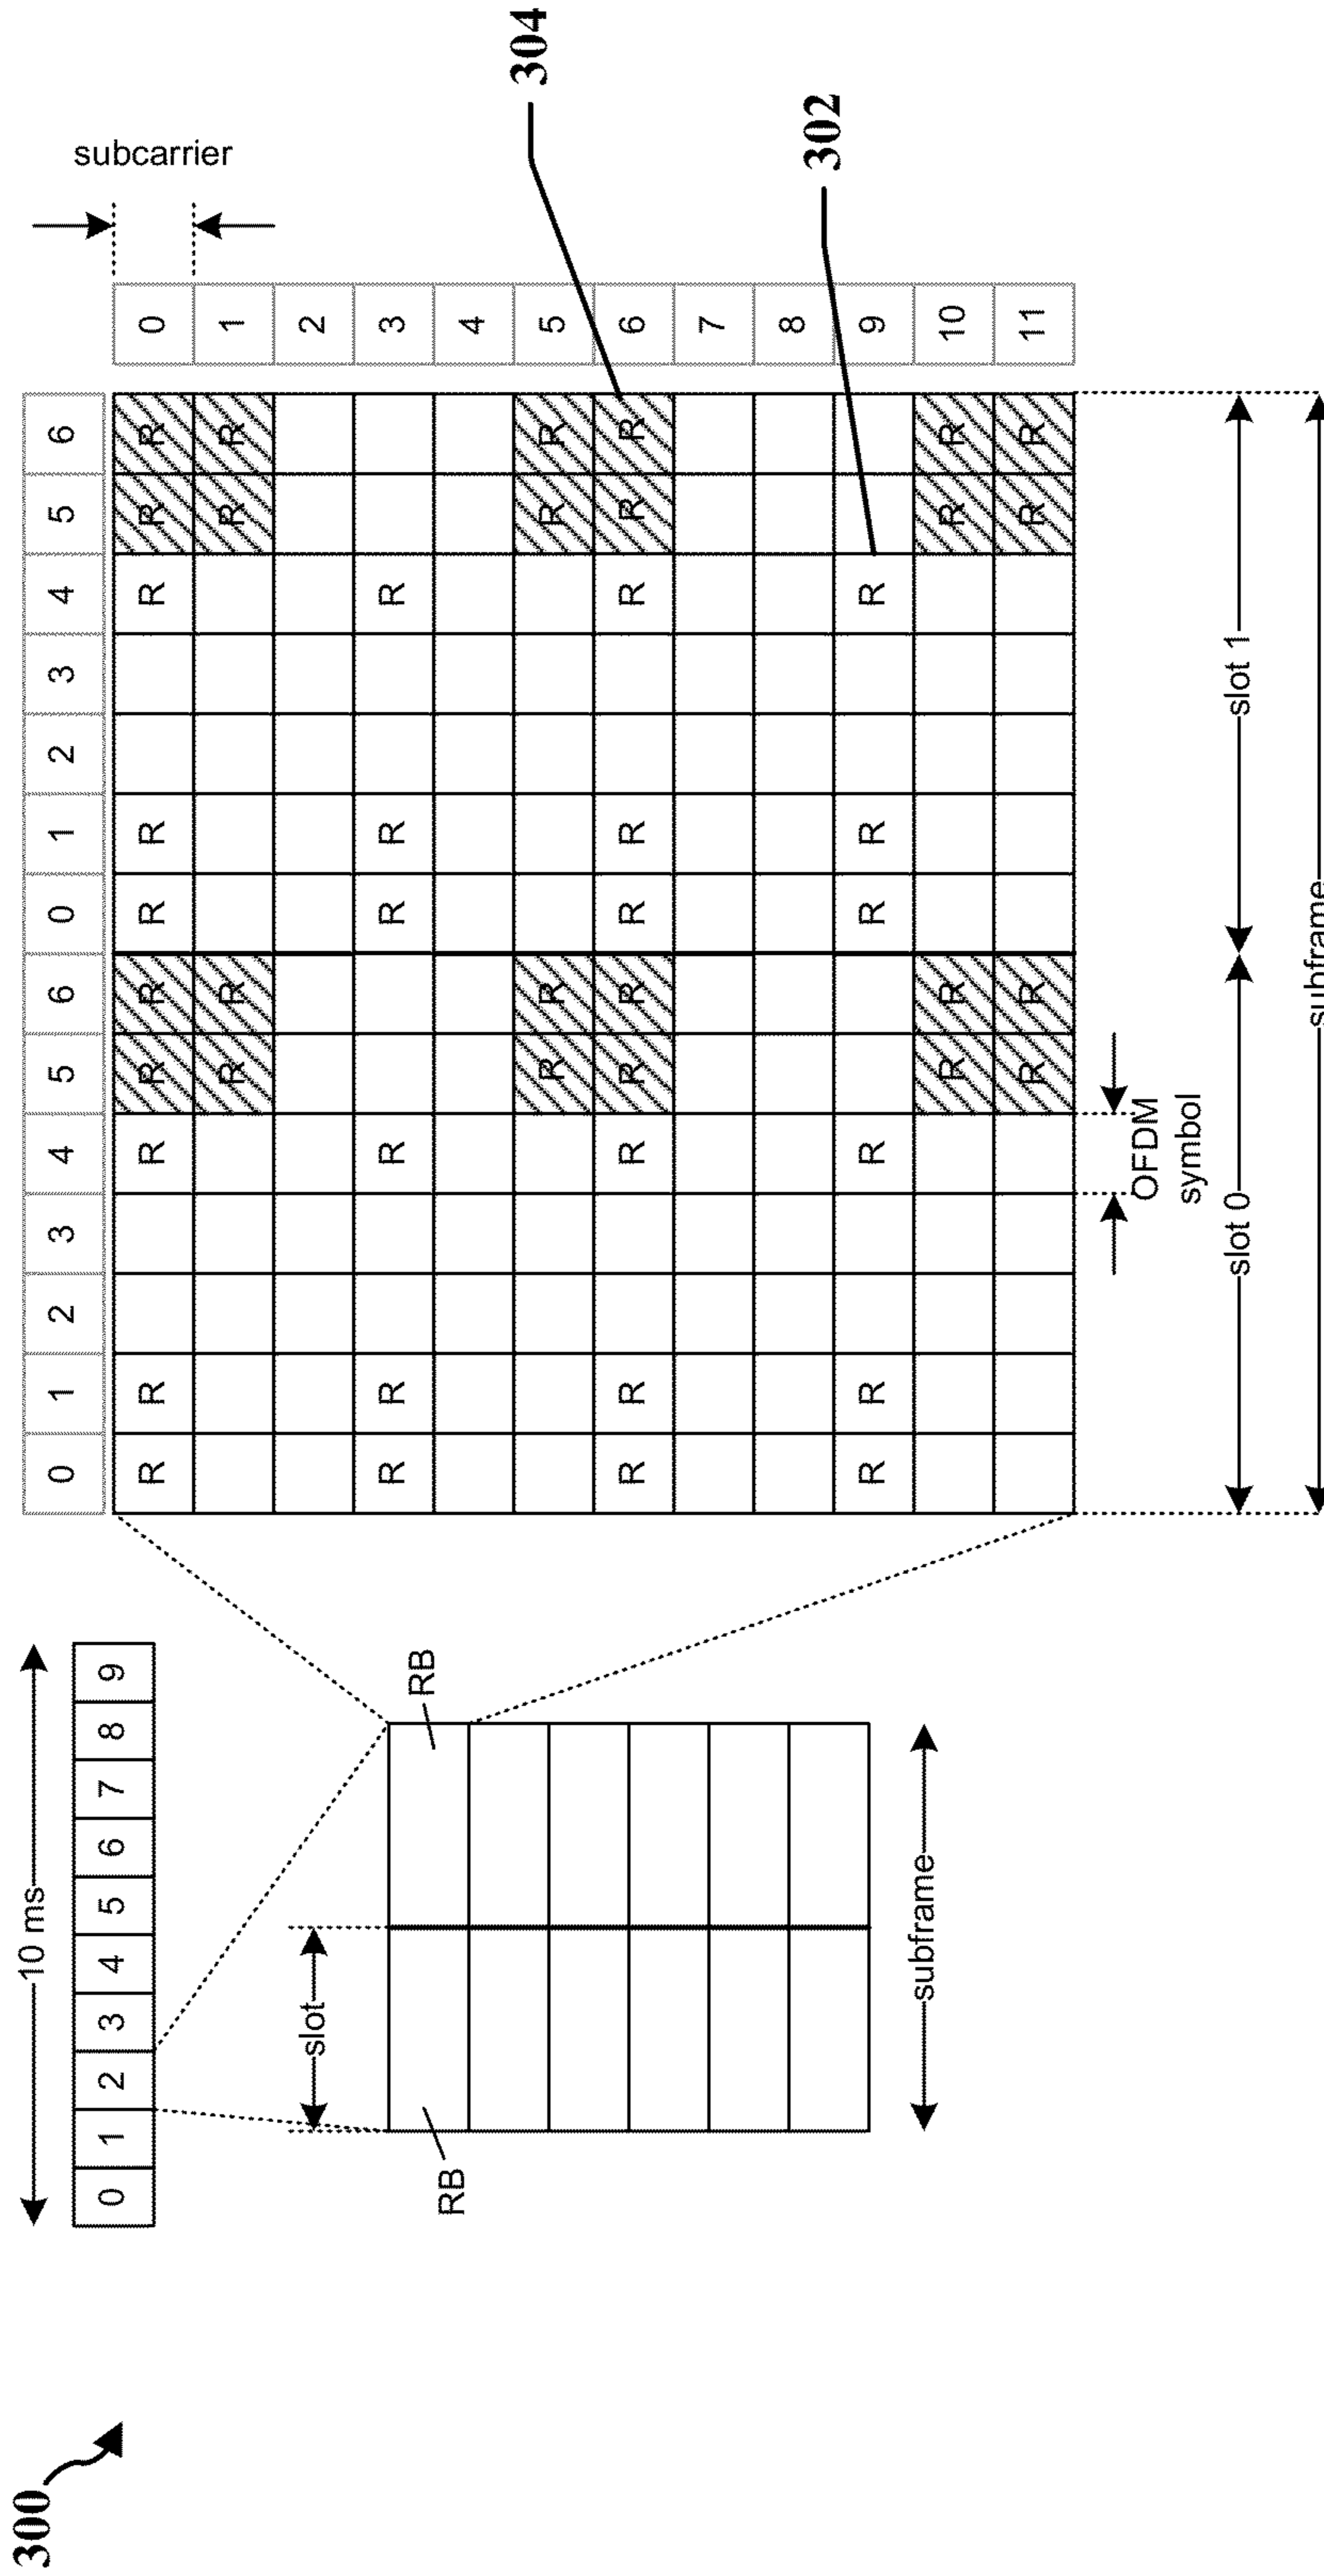 300
10 ms
0 1 2 3 4 5 6 7 8 9
slot
RB
RB
subframe
0 1 2 3 4 5 6 0 1 2 3 4 5 6
subcarrier
R R R R R R R R R R 0
R R R R 1
2
R R R R R R 3
4
R R R R 5
R R R R R R R R R R 6
7
8
R R R R R R 9
R R R R 10
R R R R 11
304
302
OFDM
symbol
slot 0
slot 1
subframe